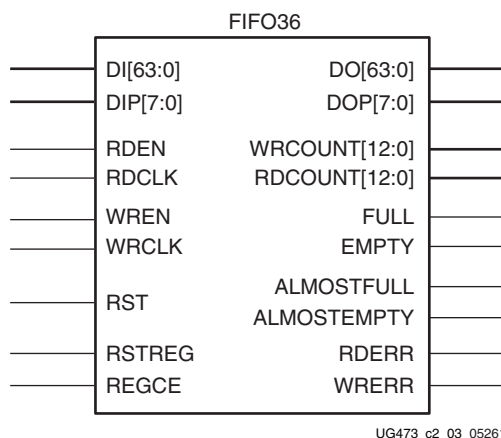 FIFO36
DI[63:0]
DO[63:0]
DIP[7:0]
DOP[7:0]
RDEN
WRCOUNT[12:0]
RDCLK
RDCOUNT[12:0]
WREN
FULL
WRCLK
EMPTY
RST
ALMOSTFULL
ALMOSTEMPTY
RSTREG
RDERR
REGCE
WRERR
UG473_c2_03_0526